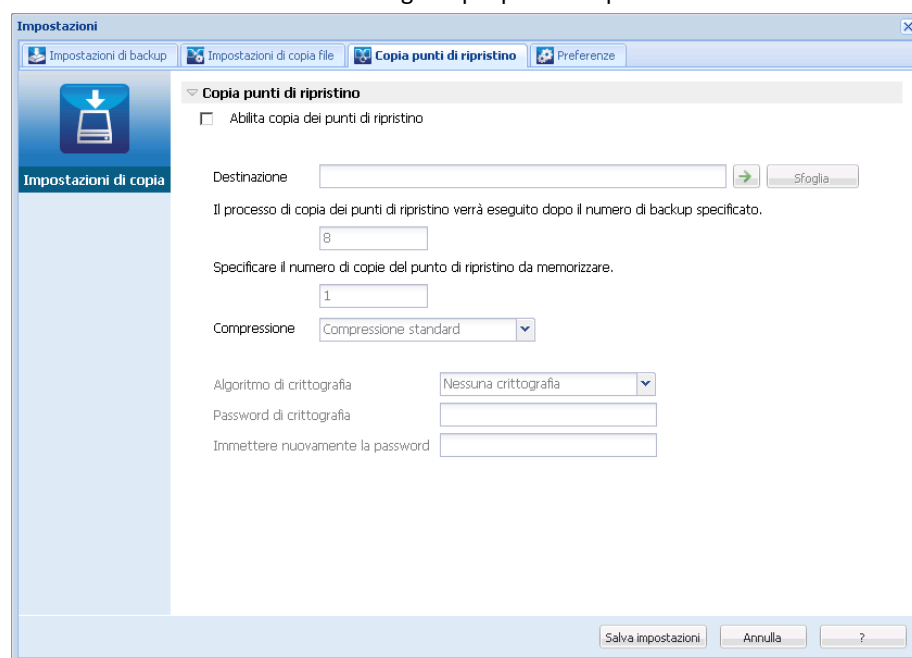 Impostazioni
Impostazioni di backup Impostazioni di copia file Copia punti di ripristino Preferenze
Copia punti di ripristino
Abilita copia dei punti di ripristino
Impostazioni di copia
Destinazione Sfoglia
Il processo di copia dei punti di ripristino verrà eseguito dopo il numero di backup specificato.
8
Specificare il numero di copie del punto di ripristino da memorizzare.
1
Compressione Compressione standard
Algoritmo di crittografia Nessuna crittografia
Password di crittografia
Immettere nuovamente la password
Salva impostazioni Annulla ?